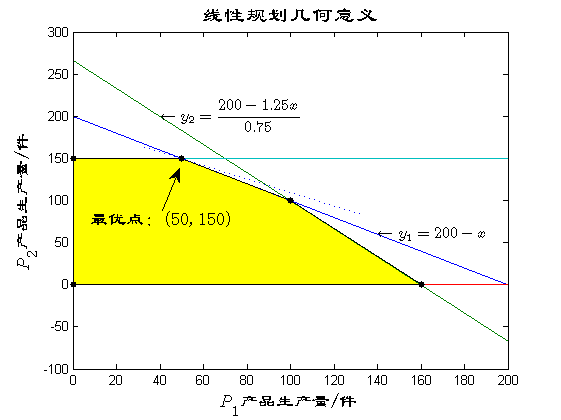 线性规划几何意义
300
250
200
150
100
50
0
-50
-100
P2产品生产量/件
← y2 = (200 − 1.25x)/0.75
最优点：(50, 150)
← y1 = 200 − x
0 20 40 60 80 100 120 140 160 180 200
P1产品生产量/件